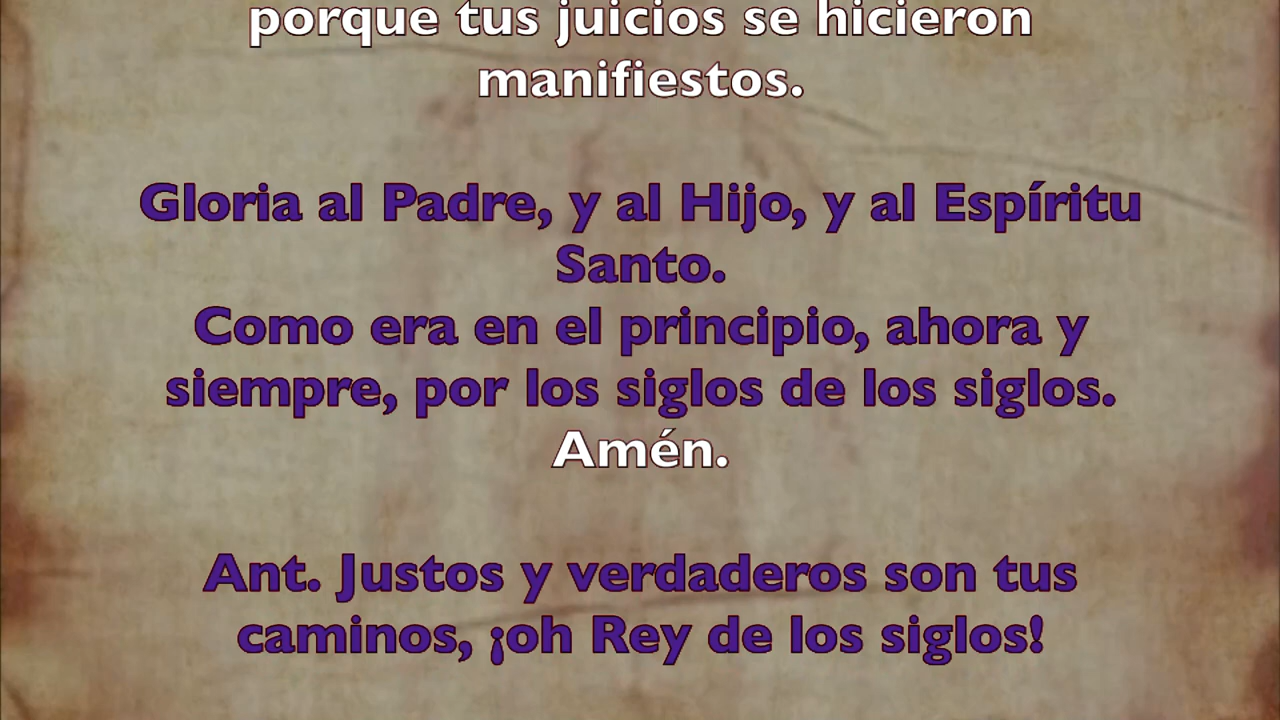 porque tus juicios se hicieron
manifiestos.
Gloria al Padre, y al Hijo, y al Espíritu
Santo.
Como era en el principio, ahora y
siempre, por los siglos de los siglos.
Amén.
Ant. Justos y verdaderos son tus
caminos, ¡oh Rey de los siglos!